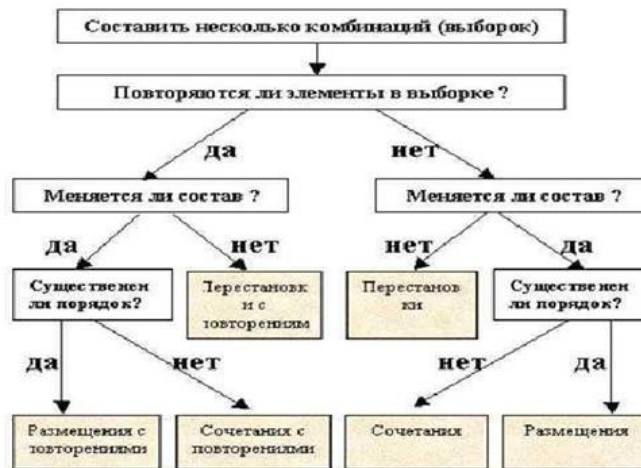 Составить несколько комбинаций (выборок)
Повторяются ли элементы в выборке ?
да
нет
Меняется ли состав ?
Меняется ли состав ?
да
нет
нет
да
Существенен
ли порядок?
Перестановк
и с
повторениям
Перестанов
ки
Существенен
ли порядок?
да
нет
нет
да
Размещения с
повторениями
Сочетания с
повторениями
Сочетания
Размещения